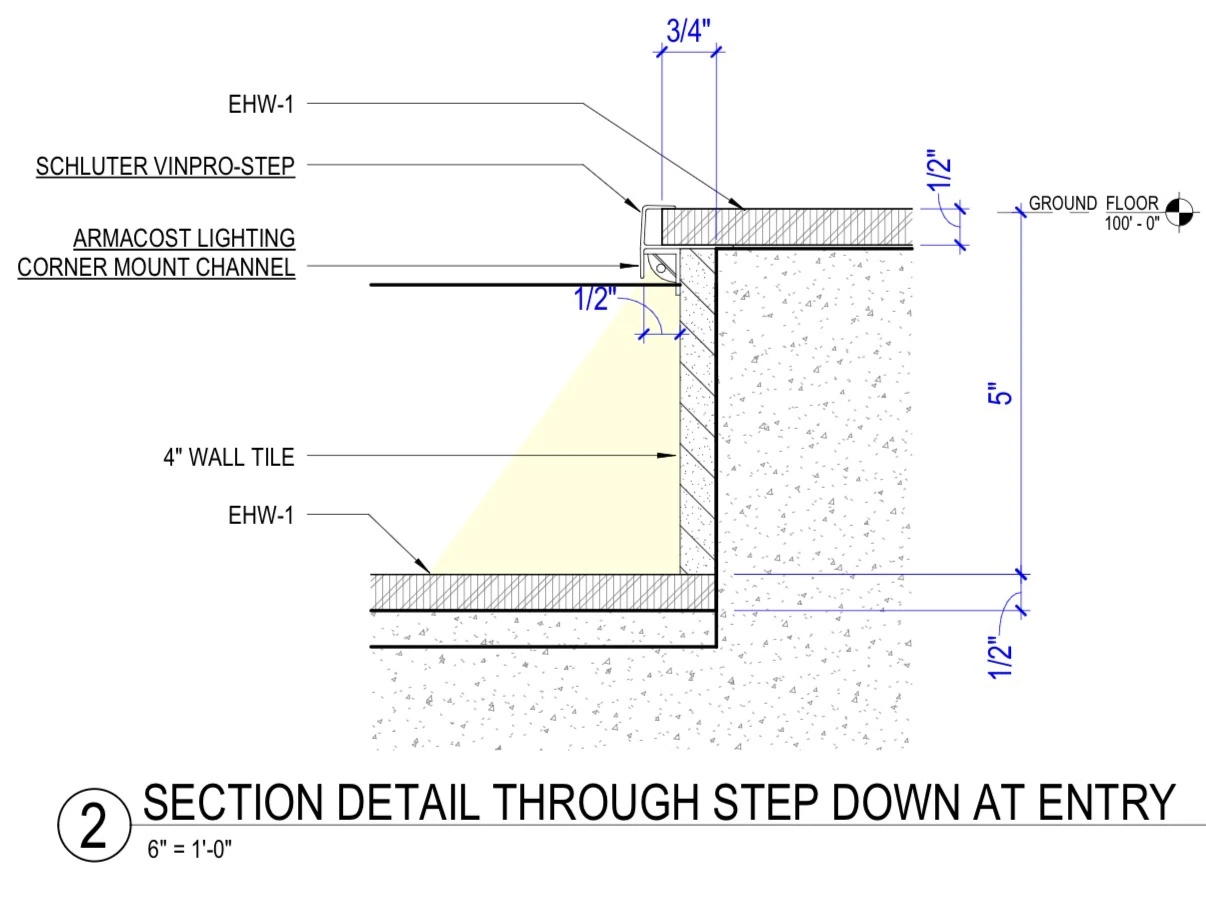 3/4"
EHW-1
SCHLUTER VINPRO-STEP
1/2"
GROUND FLOOR
100' - 0"
ARMACOST LIGHTING
CORNER MOUNT CHANNEL
1/2"
5"
4" WALL TILE
EHW-1
1/2"
2
SECTION DETAIL THROUGH STEP DOWN AT ENTRY
6" = 1'-0"